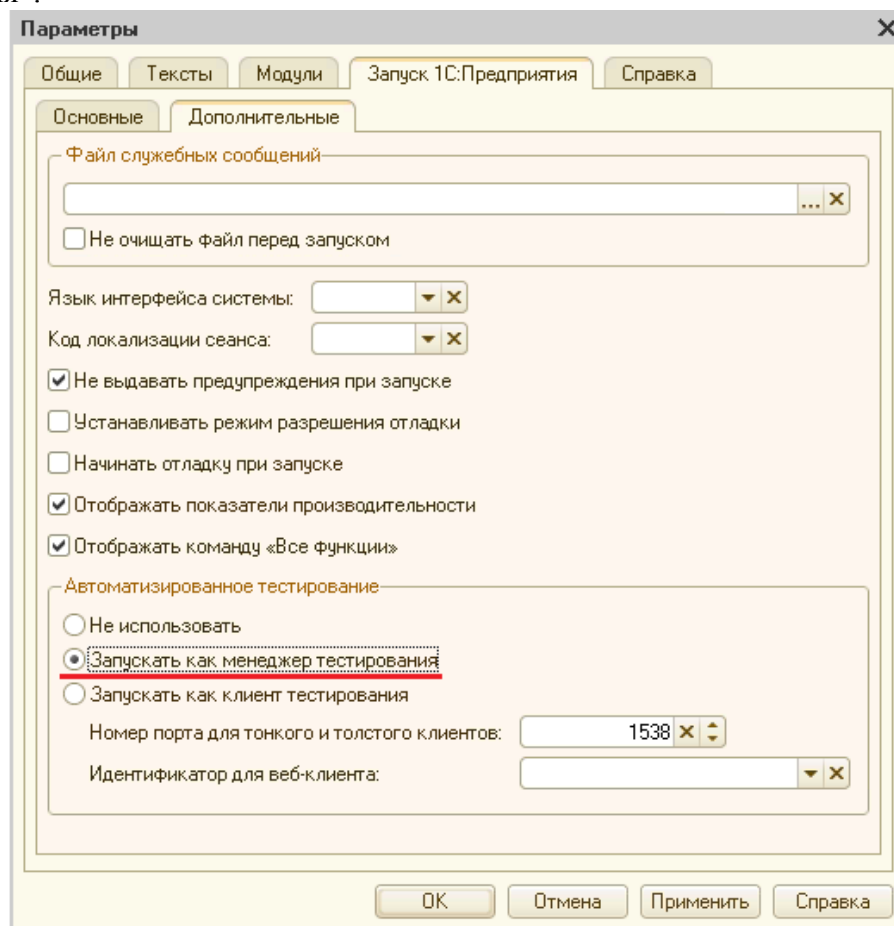 Параметры
Общие Тексты Модули Запуск 1С:Предприятия Справка
Основные Дополнительные
Файл служебных сообщений
...
Не очищать файл перед запуском
Язык интерфейса системы:
Код локализации сеанса:
Не выдавать предупреждения при запуске
Устанавливать режим разрешения отладки
Начинать отладку при запуске
Отображать показатели производительности
Отображать команду «Все функции»
Автоматизированное тестирование
Не использовать
Запускать как менеджер тестирования
Запускать как клиент тестирования
Номер порта для тонкого и толстого клиентов: 1538
Идентификатор для веб-клиента:
OK Отмена Применить Справка